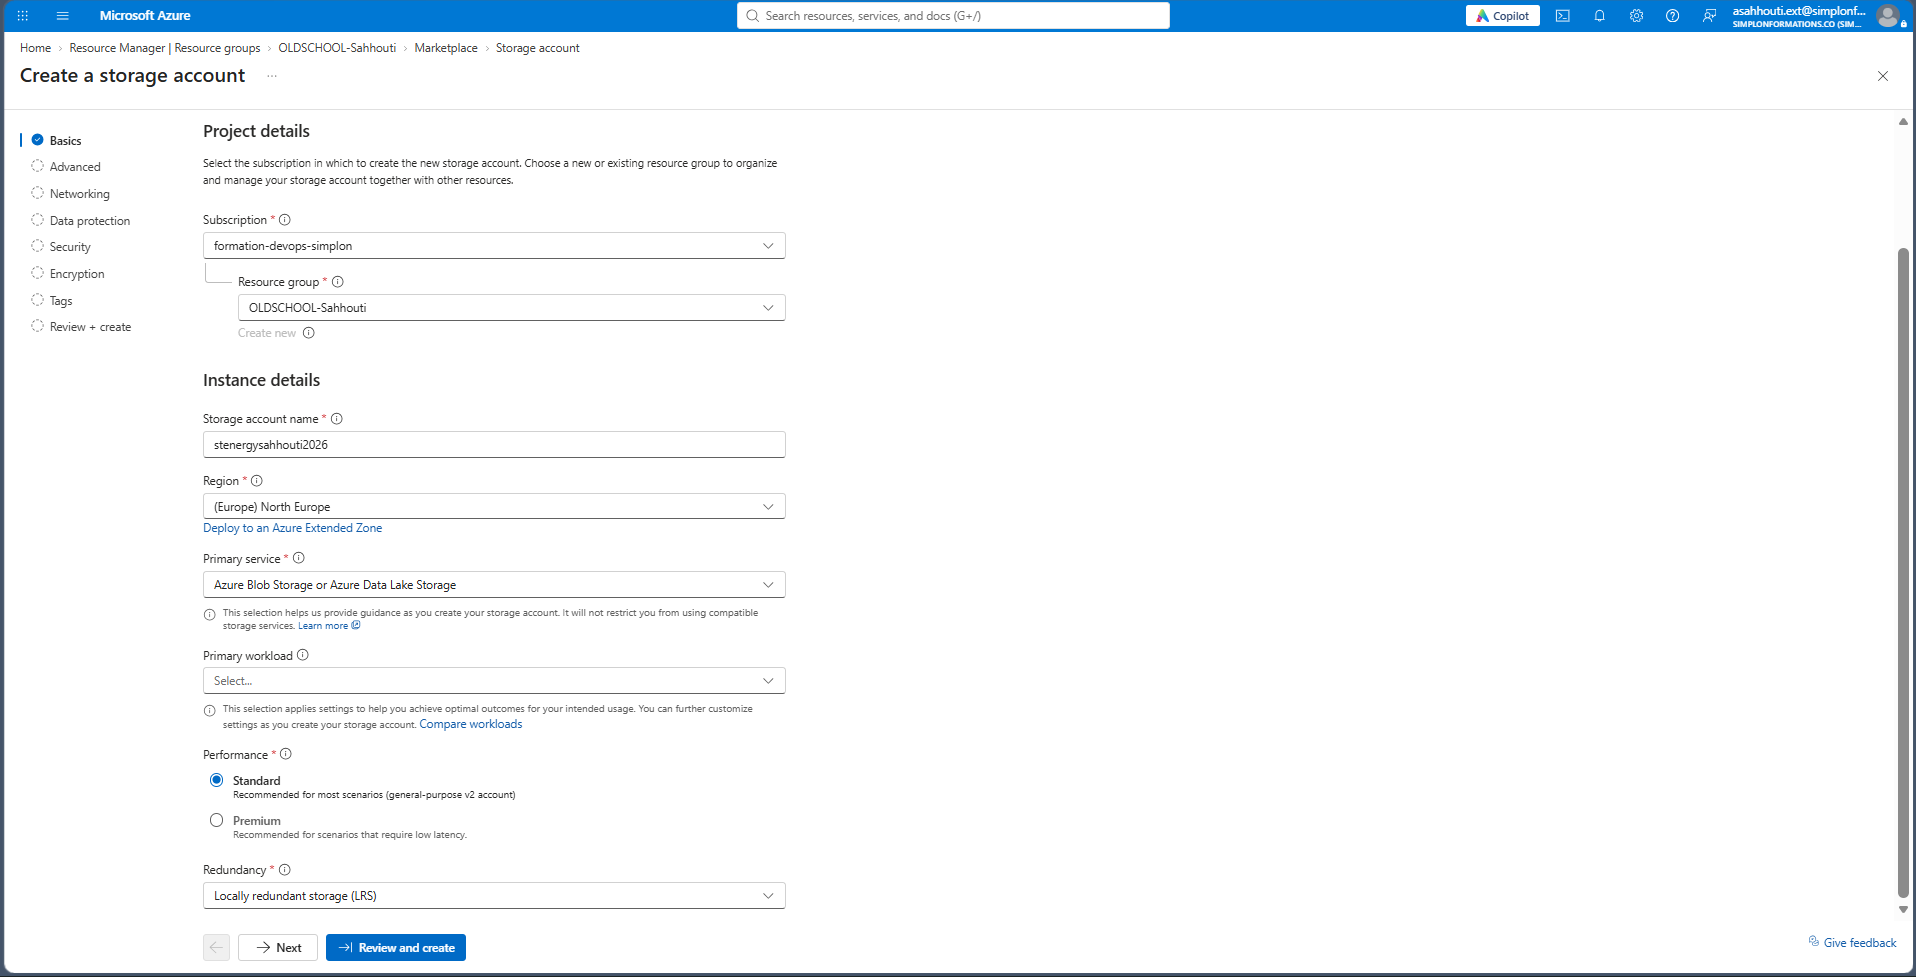 Microsoft Azure
Search resources, services, and docs (G+/)
Copilot
asahhouti.ext@simplonf...
SIMPLONFORMATIONS.CO (SIM...
Home > Resource Manager | Resource groups > OLDSCHOOL-Sahhouti > Marketplace > Storage account
Create a storage account ...
Basics
Advanced
Networking
Data protection
Security
Encryption
Tags
Review + create
Project details
Select the subscription in which to create the new storage account. Choose a new or existing resource group to organize
and manage your storage account together with other resources.
Subscription *
formation-devops-simplon
Resource group *
OLDSCHOOL-Sahhouti
Create new
Instance details
Storage account name *
stenergysahhouti2026
Region *
(Europe) North Europe
Deploy to an Azure Extended Zone
Primary service *
Azure Blob Storage or Azure Data Lake Storage
This selection helps us provide guidance as you create your storage account. It will not restrict you from using compatible
storage services. Learn more
Primary workload
Select...
This selection applies settings to help you achieve optimal outcomes for your intended usage. You can further customize
settings as you create your storage account. Compare workloads
Performance *
Standard
Recommended for most scenarios (general-purpose v2 account)
Premium
Recommended for scenarios that require low latency.
Redundancy *
Locally redundant storage (LRS)
Next
Review and create
Give feedback